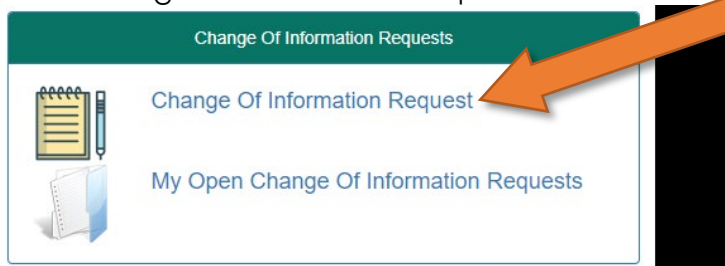 Change Of Information Requests
Change Of Information Request
My Open Change Of Information Requests